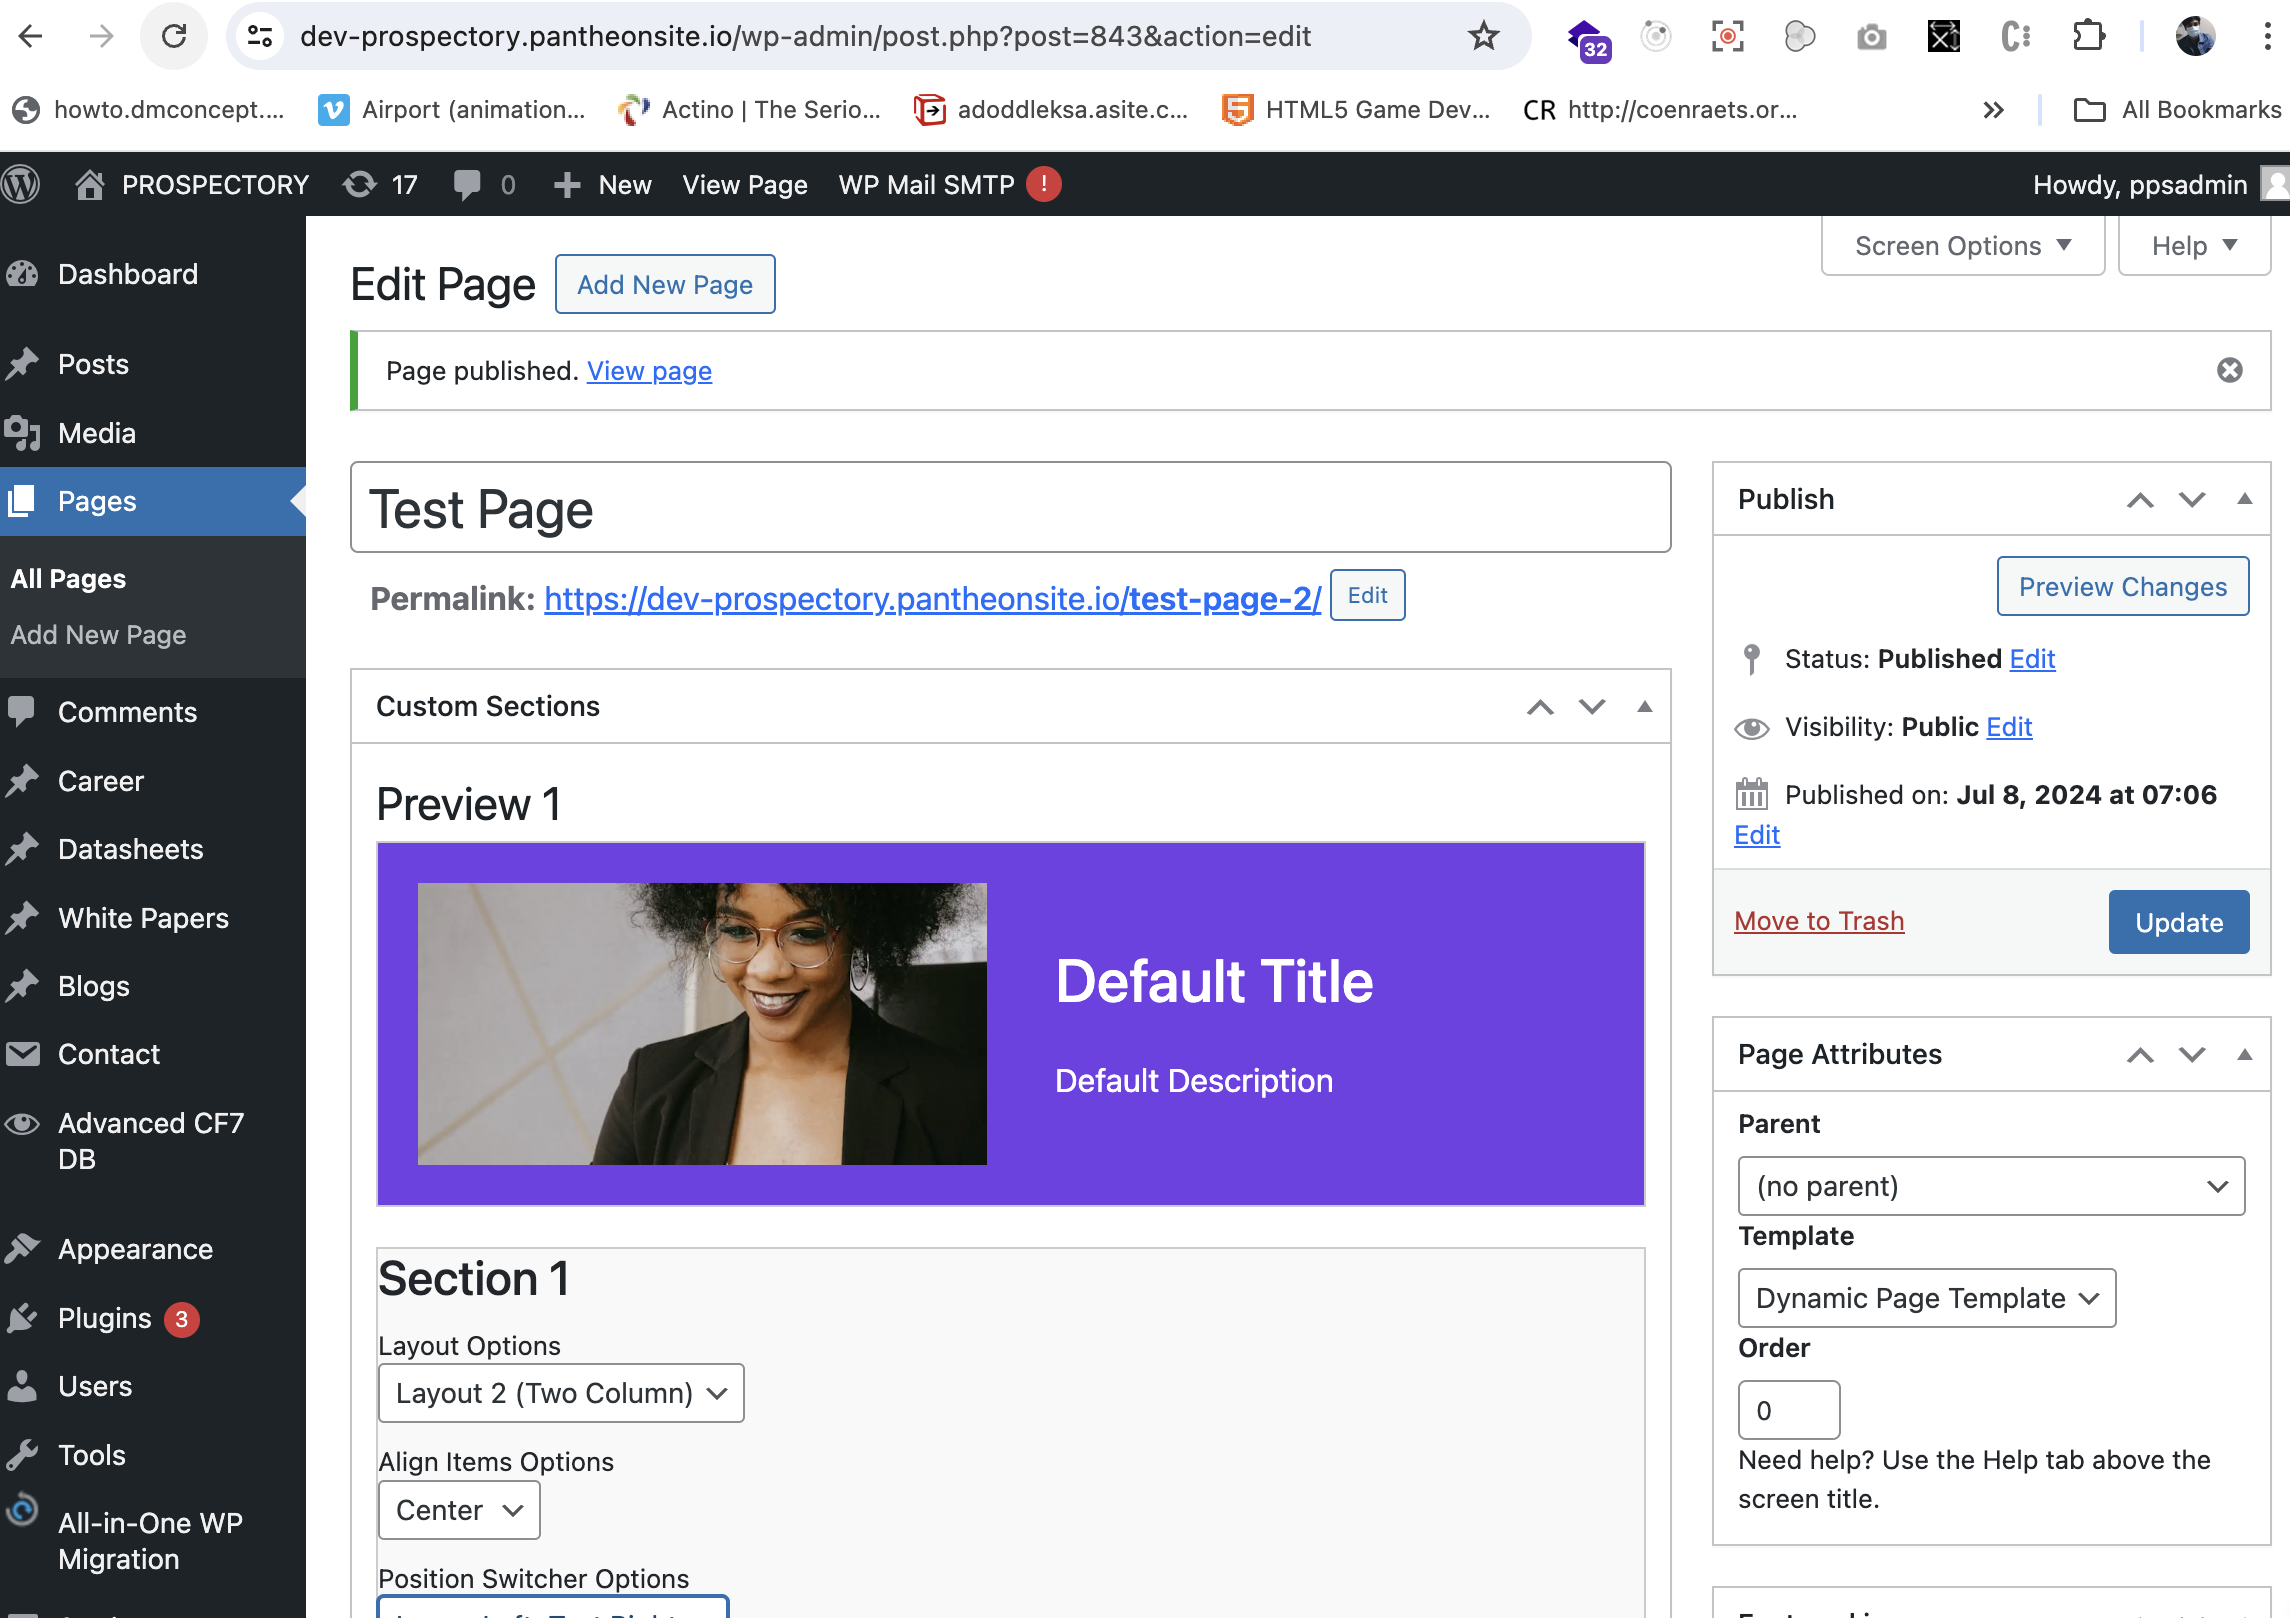 dev-prospectory.pantheonsite.io/wp-admin/post.php?post=843&action=edit
32
howto.dmconcept....
Airport (animation...
Actino | The Serio...
adoddleksa.asite.c...
HTML5 Game Dev...
CR http://coenraets.or...
All Bookmarks
PROSPECTORY
17
0
New
View Page
WP Mail SMTP !
Howdy, ppsadmin
Dashboard
Posts
Media
Pages
All Pages
Add New Page
Comments
Career
Datasheets
White Papers
Blogs
Contact
Advanced CF7
DB
Appearance
Plugins 3
Users
Tools
All-in-One WP
Migration
Screen Options
Help
Edit Page
Add New Page
Page published. View page
Test Page
Permalink: https://dev-prospectory.pantheonsite.io/test-page-2/ Edit
Custom Sections
Preview 1
Default Title
Default Description
Section 1
Layout Options
Layout 2 (Two Column)
Align Items Options
Center
Position Switcher Options
Publish
Preview Changes
Status: Published Edit
Visibility: Public Edit
Published on: Jul 8, 2024 at 07:06
Edit
Move to Trash
Update
Page Attributes
Parent
(no parent)
Template
Dynamic Page Template
Order
0
Need help? Use the Help tab above the
screen title.